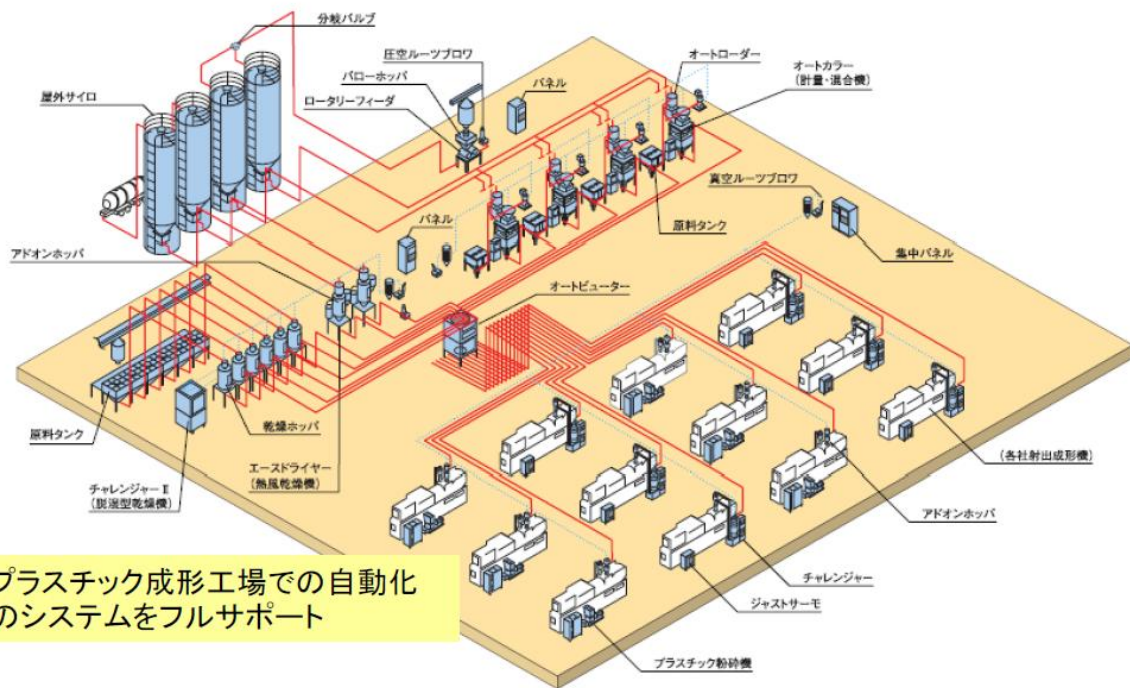 分岐バルブ
圧空ルーツブロワ
バローホッパ
ロータリーフィーダ
パネル
オートローダー
オートカラー
(計量・混合機)
屋外サイロ
真空ルーツブロワ
パネル
原料タンク
集中パネル
アドオンホッパ
オートビューター
原料タンク
乾燥ホッパ
エースドライヤー
(熱風乾燥機)
チャレンジャーⅡ
(脱湿型乾燥機)
(各社射出成形機)
アドオンホッパ
チャレンジャー
ジャストサーモ
プラスチック粉砕機
プラスチック成形工場での自動化
のシステムをフルサポート